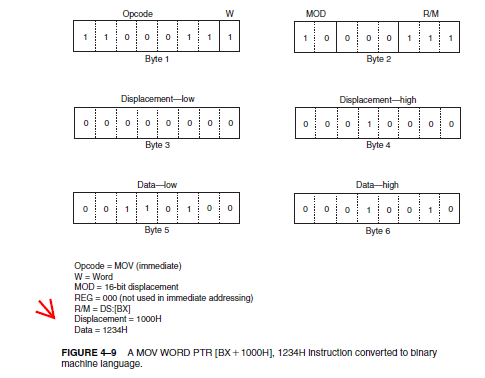 Opcode W MOD R/M
1 1 0 0 0 1 1 1 1 0 0 0 0 1 1 1
Byte 1 Byte 2
Displacement—low Displacement—high
0 0 0 0 0 0 0 0 0 0 0 1 0 0 0 0
Byte 3 Byte 4
Data—low Data—high
0 0 1 1 0 1 0 0 0 0 0 1 0 0 1 0
Byte 5 Byte 6
Opcode = MOV (immediate)
W = Word
MOD = 16-bit displacement
REG = 000 (not used in immediate addressing)
R/M = DS:[BX]
Displacement = 1000H
Data = 1234H
FIGURE 4–9 A MOV WORD PTR [BX+1000H], 1234H instruction converted to binary
machine language.